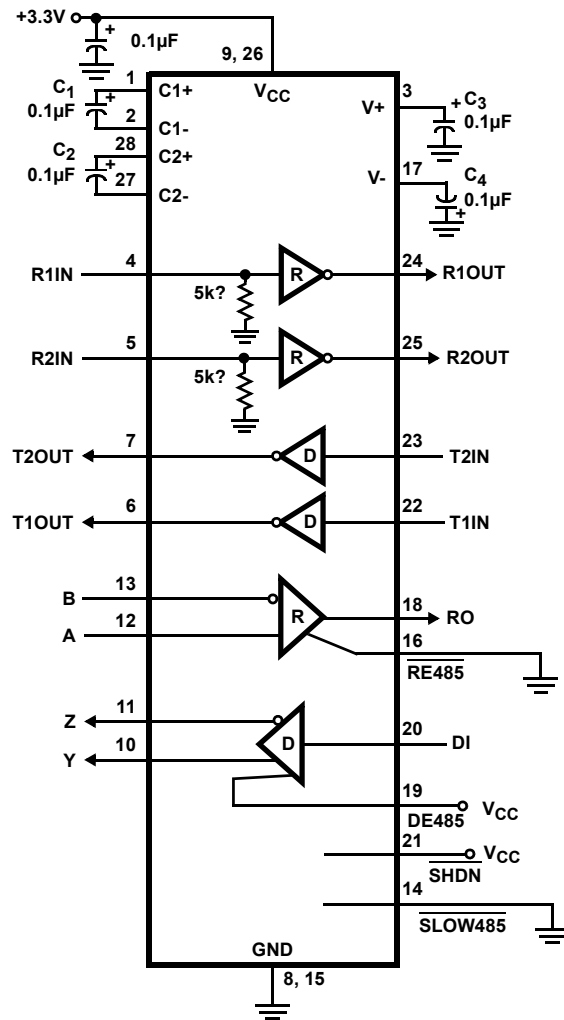 +3.3V
+
0.1µF
9, 26
1
C1
+
0.1µF
C1+
VCC
3
V+
+ C3
0.1µF
2
C1-
28
C2
+
0.1µF
C2+
27
C2-
17
V-
C4
0.1µF
+
R1IN
4
R
24
R1OUT
5k?
R2IN
5
R
25
R2OUT
5k?
T2OUT
7
D
23
T2IN
T1OUT
6
D
22
T1IN
B
13
A
12
R
18
RO
16
RE485
Z
11
Y
10
D
20
DI
19
DE485
VCC
21
SHDN
VCC
14
SLOW485
GND
8, 15